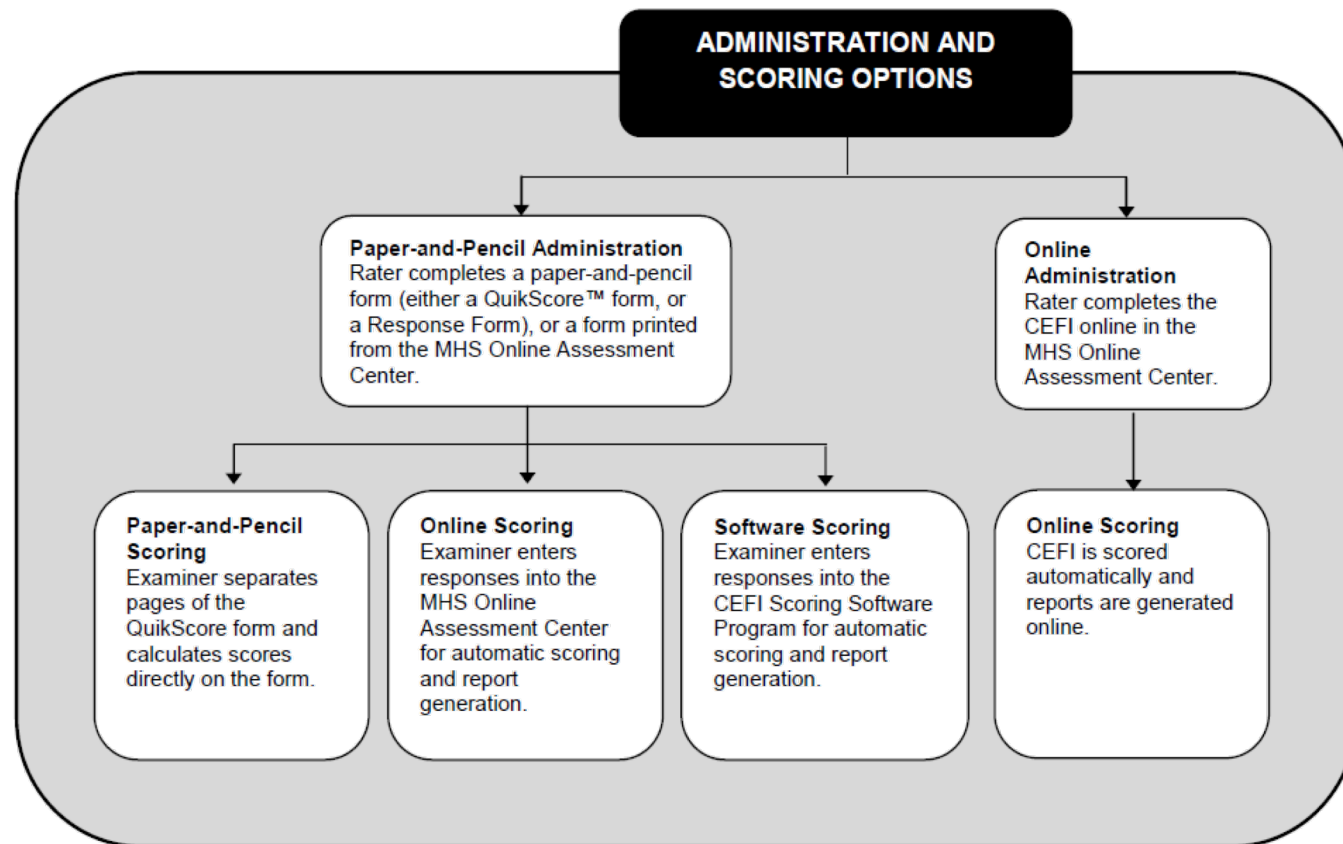 ADMINISTRATION AND
SCORING OPTIONS
Paper-and-Pencil Administration
Rater completes a paper-and-pencil
form (either a QuikScore™ form, or
a Response Form), or a form printed
from the MHS Online Assessment
Center.
Online
Administration
Rater completes the
CEFI online in the
MHS Online
Assessment Center.
Paper-and-Pencil
Scoring
Examiner separates
pages of the
QuikScore form and
calculates scores
directly on the form.
Online Scoring
Examiner enters
responses into the
MHS Online
Assessment Center
for automatic scoring
and report
generation.
Software Scoring
Examiner enters
responses into the
CEFI Scoring Software
Program for automatic
scoring and report
generation.
Online Scoring
CEFI is scored
automatically and
reports are generated
online.